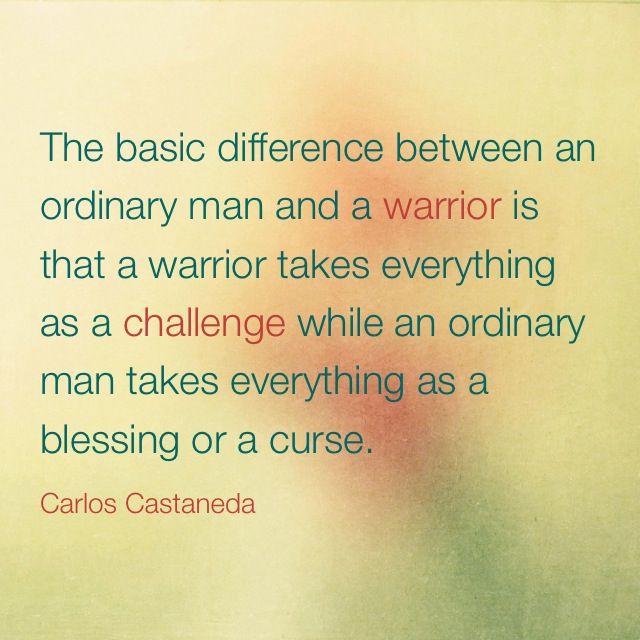 The basic difference between an
ordinary man and a warrior is
that a warrior takes everything
as a challenge while an ordinary
man takes everything as a
blessing or a curse.
Carlos Castaneda